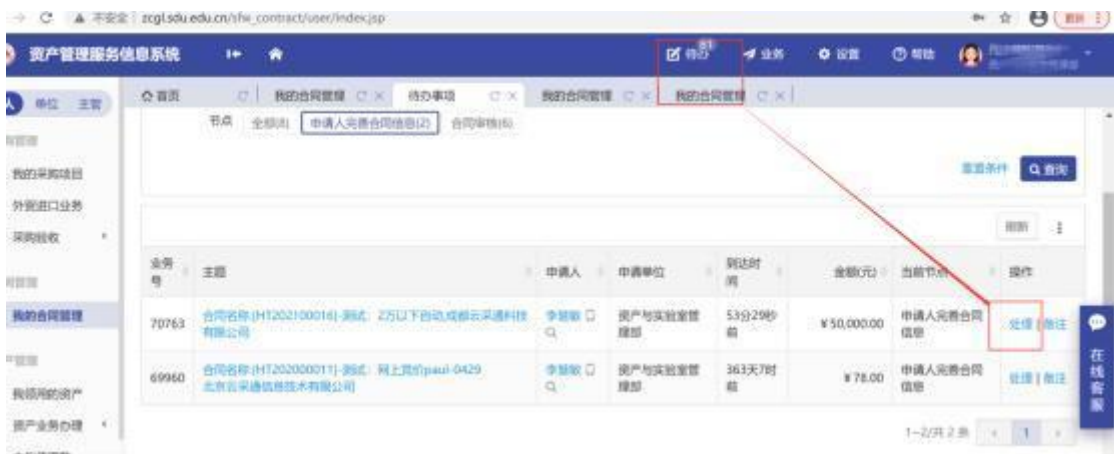 不安全 | zcgl.sdu.edu.cn/sfw_contract/user/index.jsp
资产管理服务信息系统 待办 业务 设置 帮助
人 单位 主管
首页 我的合同管理 待办事项 我的合同管理 我的合同管理
节点 全部(8) 申请人完善合同信息(2) 合同审核(6)
我的采购项目
重置条件 查询
外贸进口业务
采购验收
刷新
业务号 主题 申请人 申请单位 到达时间 金额(元) 当前节点 操作
我的合同管理
70763 合同名称:(HT202100016)-测试:2万以下自动,成都云采通科技有限公司 资产与实验室管理部 53分29秒前 ¥50,000.00 申请人完善合同信息 处理 | 备注
69960 合同名称:(HT202000011)-测试:网上竞价paul-0429 北京云采通信息技术有限公司 资产与实验室管理部 363天7时前 ¥78.00 申请人完善合同信息 处理 | 备注
在线客服
我领用的资产
资产业务办理
1~2/共 2 条 1